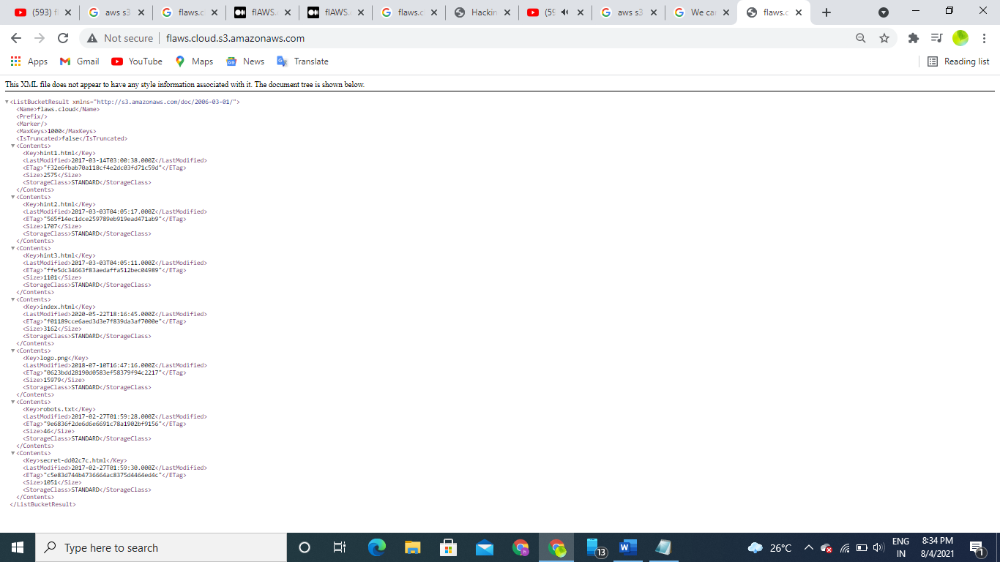 (593) f
aws s3
flaws.c
flAWS.
flAWS.
flaws.c
Hackin
(59
aws s3
We ca
flaws.c
Not secure
flaws.cloud.s3.amazonaws.com
Apps
Gmail
YouTube
Maps
News
Translate
Reading list
This XML file does not appear to have any style information associated with it. The document tree is shown below.
▼<ListBucketResult xmlns="http://s3.amazonaws.com/doc/2006-03-01/">
<Name>flaws.cloud</Name>
<Prefix/>
<Marker/>
<MaxKeys>1000</MaxKeys>
<IsTruncated>false</IsTruncated>
▼<Contents>
<Key>hint1.html</Key>
<LastModified>2017-03-14T03:00:38.000Z</LastModified>
<ETag>"f32e6fbab70a118cf4e2dc03fd71c59d"</ETag>
<Size>2575</Size>
<StorageClass>STANDARD</StorageClass>
</Contents>
▼<Contents>
<Key>hint2.html</Key>
<LastModified>2017-03-03T04:05:17.000Z</LastModified>
<ETag>"565f14ec1dce259789eb919ead471ab9"</ETag>
<Size>1707</Size>
<StorageClass>STANDARD</StorageClass>
</Contents>
▼<Contents>
<Key>hint3.html</Key>
<LastModified>2017-03-03T04:05:11.000Z</LastModified>
<ETag>"ffe5dc34663f83aedaffa512bec04989"</ETag>
<Size>1101</Size>
<StorageClass>STANDARD</StorageClass>
</Contents>
▼<Contents>
<Key>index.html</Key>
<LastModified>2020-05-22T18:16:45.000Z</LastModified>
<ETag>"f01189cce6aed3d3e7f839da3af7000e"</ETag>
<Size>3162</Size>
<StorageClass>STANDARD</StorageClass>
</Contents>
▼<Contents>
<Key>logo.png</Key>
<LastModified>2018-07-10T16:47:16.000Z</LastModified>
<ETag>"0623bdd28190d0583ef58379f94c2217"</ETag>
<Size>15979</Size>
<StorageClass>STANDARD</StorageClass>
</Contents>
▼<Contents>
<Key>robots.txt</Key>
<LastModified>2017-02-27T01:59:28.000Z</LastModified>
<ETag>"9e6836f2de6d6e6691c78a1902bf9156"</ETag>
<Size>46</Size>
<StorageClass>STANDARD</StorageClass>
</Contents>
▼<Contents>
<Key>secret-dd02c7c.html</Key>
<LastModified>2017-02-27T01:59:30.000Z</LastModified>
<ETag>"c5e83d744b4736664ac8375d4464ed4c"</ETag>
<Size>1051</Size>
<StorageClass>STANDARD</StorageClass>
</Contents>
</ListBucketResult>
Type here to search
13
26°C
ENG
IN
8:34 PM
8/4/2021
1